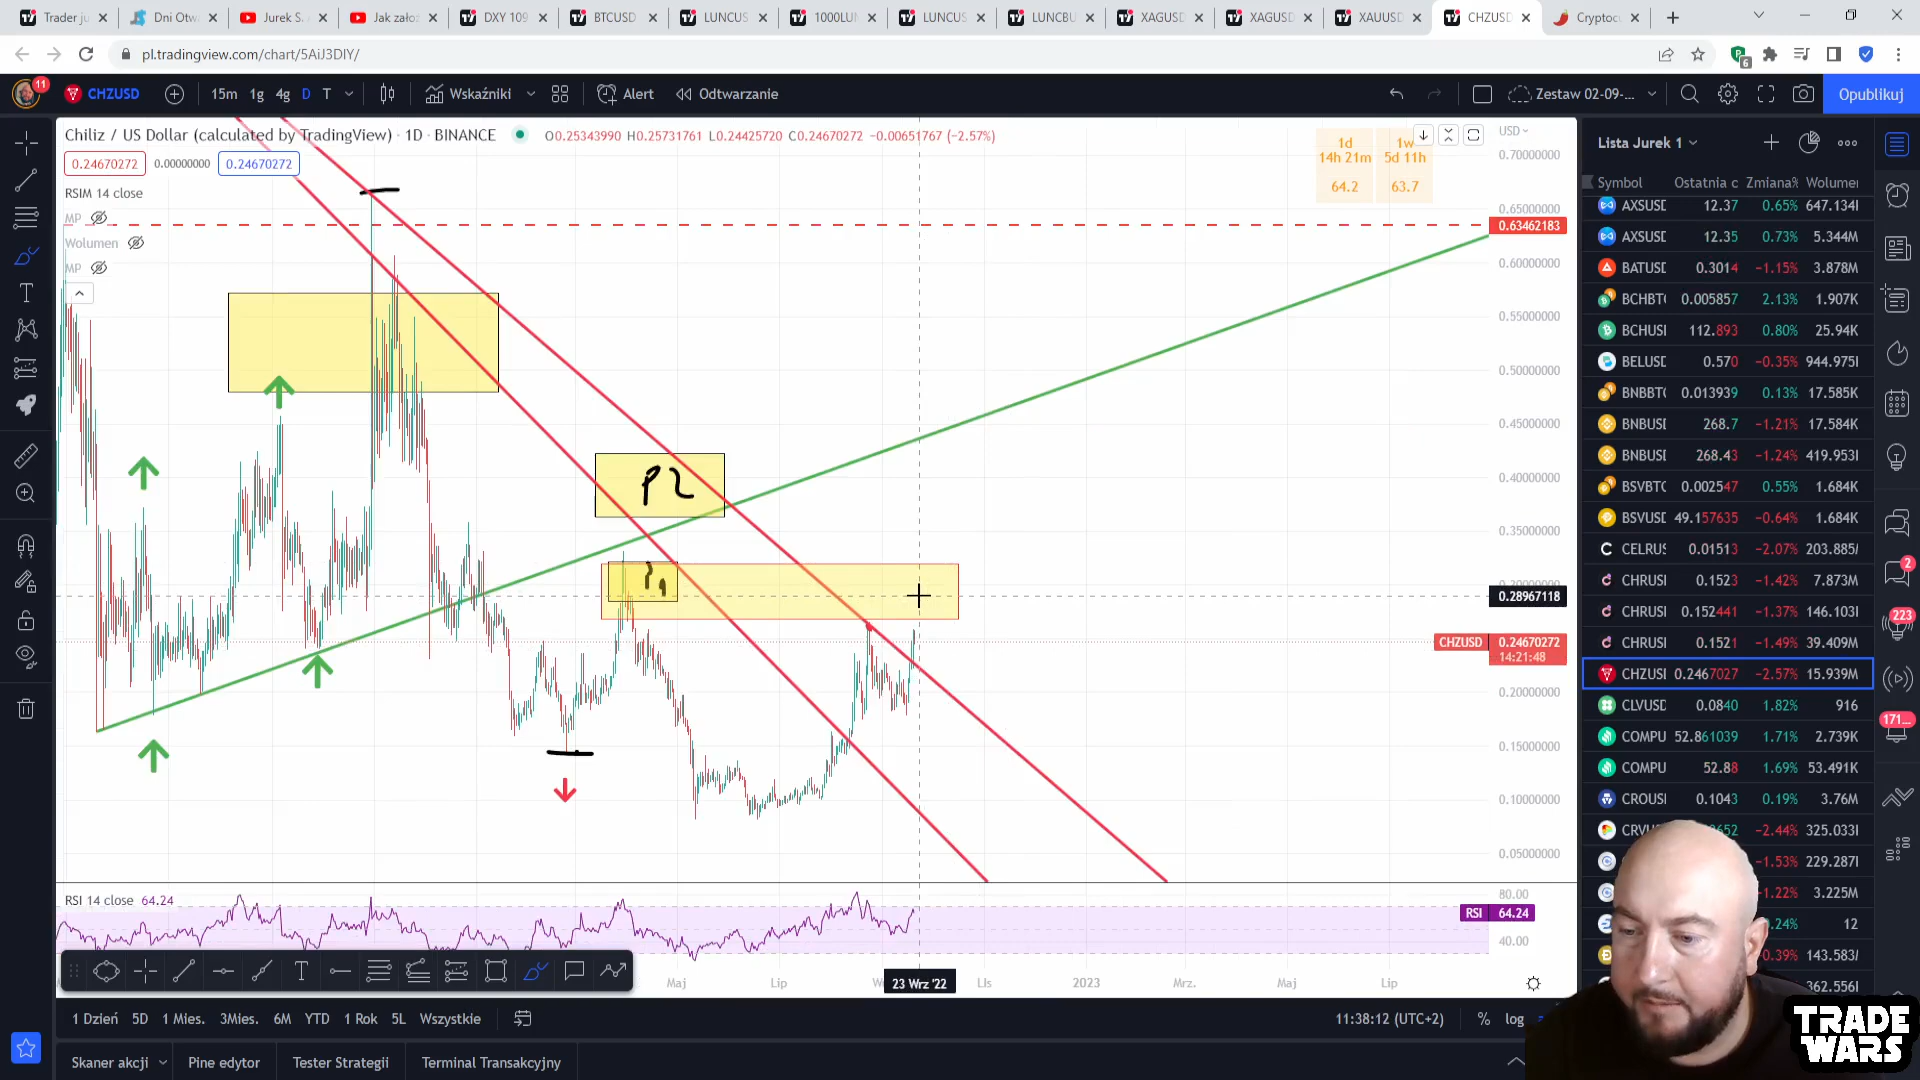 Trader ju
Dni Otwa
Jurek S. A
Jak zało
DXY 109
BTCUSD
LUNCUS
1000LUN
LUNCUS
LUNCBU
XAGUSD
XAGUSD
XAUUSD
CHZUSD
Cryptocu
pl.tradingview.com/chart/5AiJ3DIY/
6
11
CHZUSD
15m 1g 4g D T
Wskaźniki
Alert
Odtwarzanie
Zestaw 02-09-...
Opublikuj
Chiliz / US Dollar (calculated by TradingView) · 1D · BINANCE
O0.25343990 H0.25731761 L0.24425720 C0.24670272 −0.00651767 (−2.57%)
0.24670272 0.00000000 0.24670272
RSIM 14 close
MP
Wolumen
MP
1d
14h 21m
64.2
1w
5d 11h
63.7
USD
0.70000000
0.65000000
0.63462183
0.60000000
0.55000000
0.50000000
0.45000000
0.40000000
0.35000000
0.28967118
CHZUSD 0.24670272
14:21:48
0.20000000
0.15000000
0.10000000
0.05000000
P2
P1
RSI 14 close 64.24
80.00
RSI 64.24
40.00
Maj
Lip
23 Wrz '22
Lis
2023
Mrz.
Maj
Lip
1 Dzień 5D 1 Mies. 3Mies. 6M YTD 1 Rok 5L Wszystkie
11:38:12 (UTC+2)
% log
Skaner akcji
Pine edytor
Tester Strategii
Terminal Transakcyjny
Lista Jurek 1
Symbol Ostatnia c Zmiana% Wolumen
AXSUSD 12.37 0.65% 647.134
AXSUSD 12.35 0.73% 5.344M
BATUSD 0.3014 −1.15% 3.878M
BCHBT 0.005857 2.13% 1.907K
BCHUSD 112.893 0.80% 25.94K
BELUSD 0.570 −0.35% 944.975
BNBBT 0.013939 0.13% 17.585K
BNBUSD 268.7 −1.21% 17.584K
BNBUSD 268.43 −1.24% 419.953
BSVBTC 0.002547 0.55% 1.684K
BSVUSD 49.157635 −0.64% 1.684K
CELRUS 0.01513 −2.07% 203.885
CHRUSD 0.1523 −1.42% 7.873M
CHRUSD 0.152441 −1.37% 146.103
CHRUSD 0.1521 −1.49% 39.409M
CHZUSD 0.2467027 −2.57% 15.939M
CLVUSD 0.0840 1.82% 916
COMPU 52.861039 1.71% 2.739K
COMPU 52.88 1.69% 53.491K
CROUSD 0.1043 0.19% 3.76M
−2.44% 325.033
−1.53% 229.287
−1.22% 3.225M
12
143.583
362.556
2
223
171...
TRADE
WARS